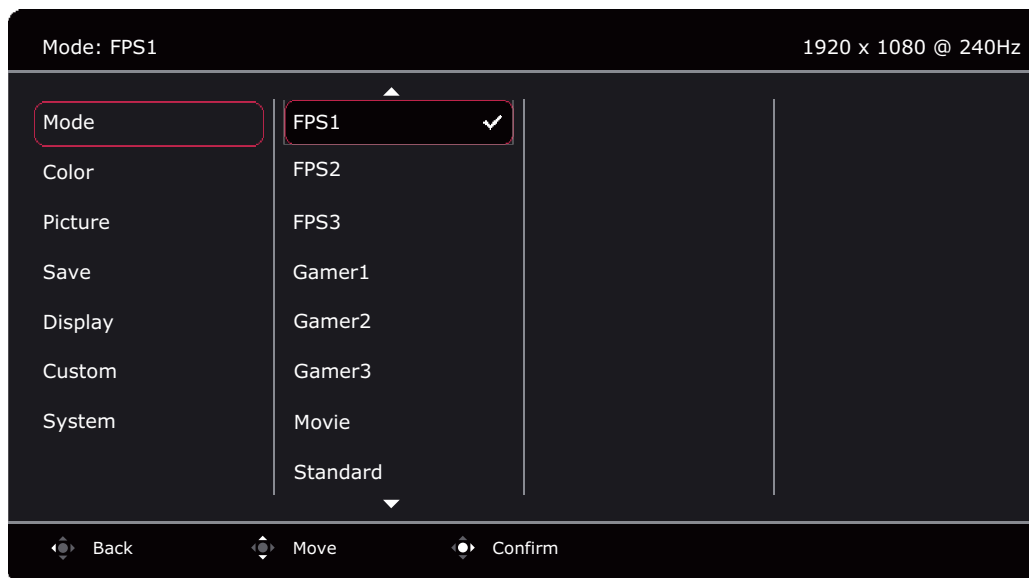 Mode: FPS1
1920 x 1080 @ 240Hz
Mode
Color
Picture
Save
Display
Custom
System
FPS1
FPS2
FPS3
Gamer1
Gamer2
Gamer3
Movie
Standard
Back
Move
Confirm